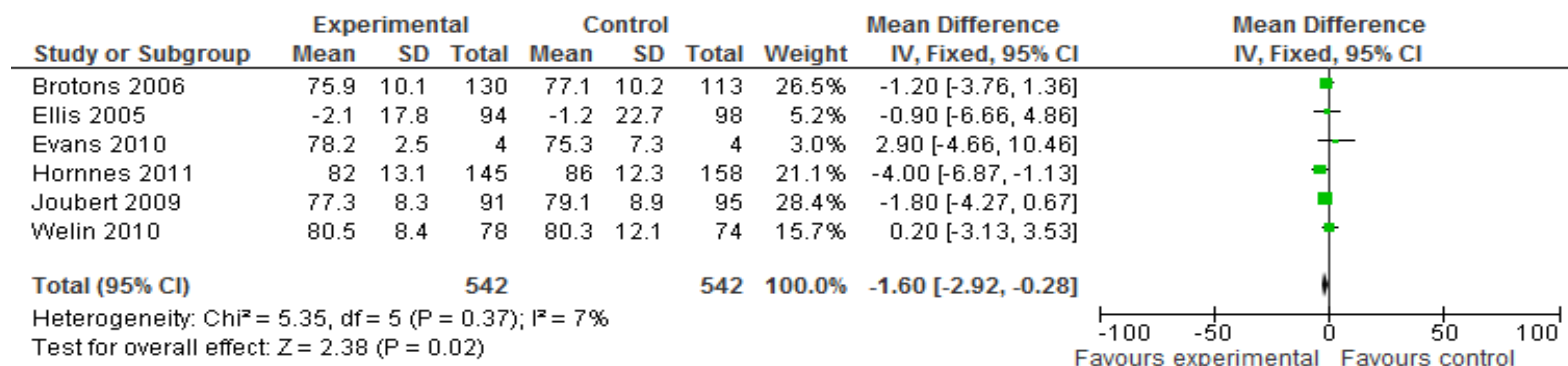 Experimental Control Mean Difference Mean Difference
Study or Subgroup Mean SD Total Mean SD Total Weight IV, Fixed, 95% CI IV, Fixed, 95% CI
Brotons 2006 75.9 10.1 130 77.1 10.2 113 26.5% -1.20 [-3.76, 1.36]
Ellis 2005 -2.1 17.8 94 -1.2 22.7 98 5.2% -0.90 [-6.66, 4.86]
Evans 2010 78.2 2.5 4 75.3 7.3 4 3.0% 2.90 [-4.66, 10.46]
Hornnes 2011 82 13.1 145 86 12.3 158 21.1% -4.00 [-6.87, -1.13]
Joubert 2009 77.3 8.3 91 79.1 8.9 95 28.4% -1.80 [-4.27, 0.67]
Welin 2010 80.5 8.4 78 80.3 12.1 74 15.7% 0.20 [-3.13, 3.53]
Total (95% CI) 542 542 100.0% -1.60 [-2.92, -0.28]
Heterogeneity: Chi² = 5.35, df = 5 (P = 0.37); I² = 7%
Test for overall effect: Z = 2.38 (P = 0.02)
-100 -50 0 50 100
Favours experimental Favours control